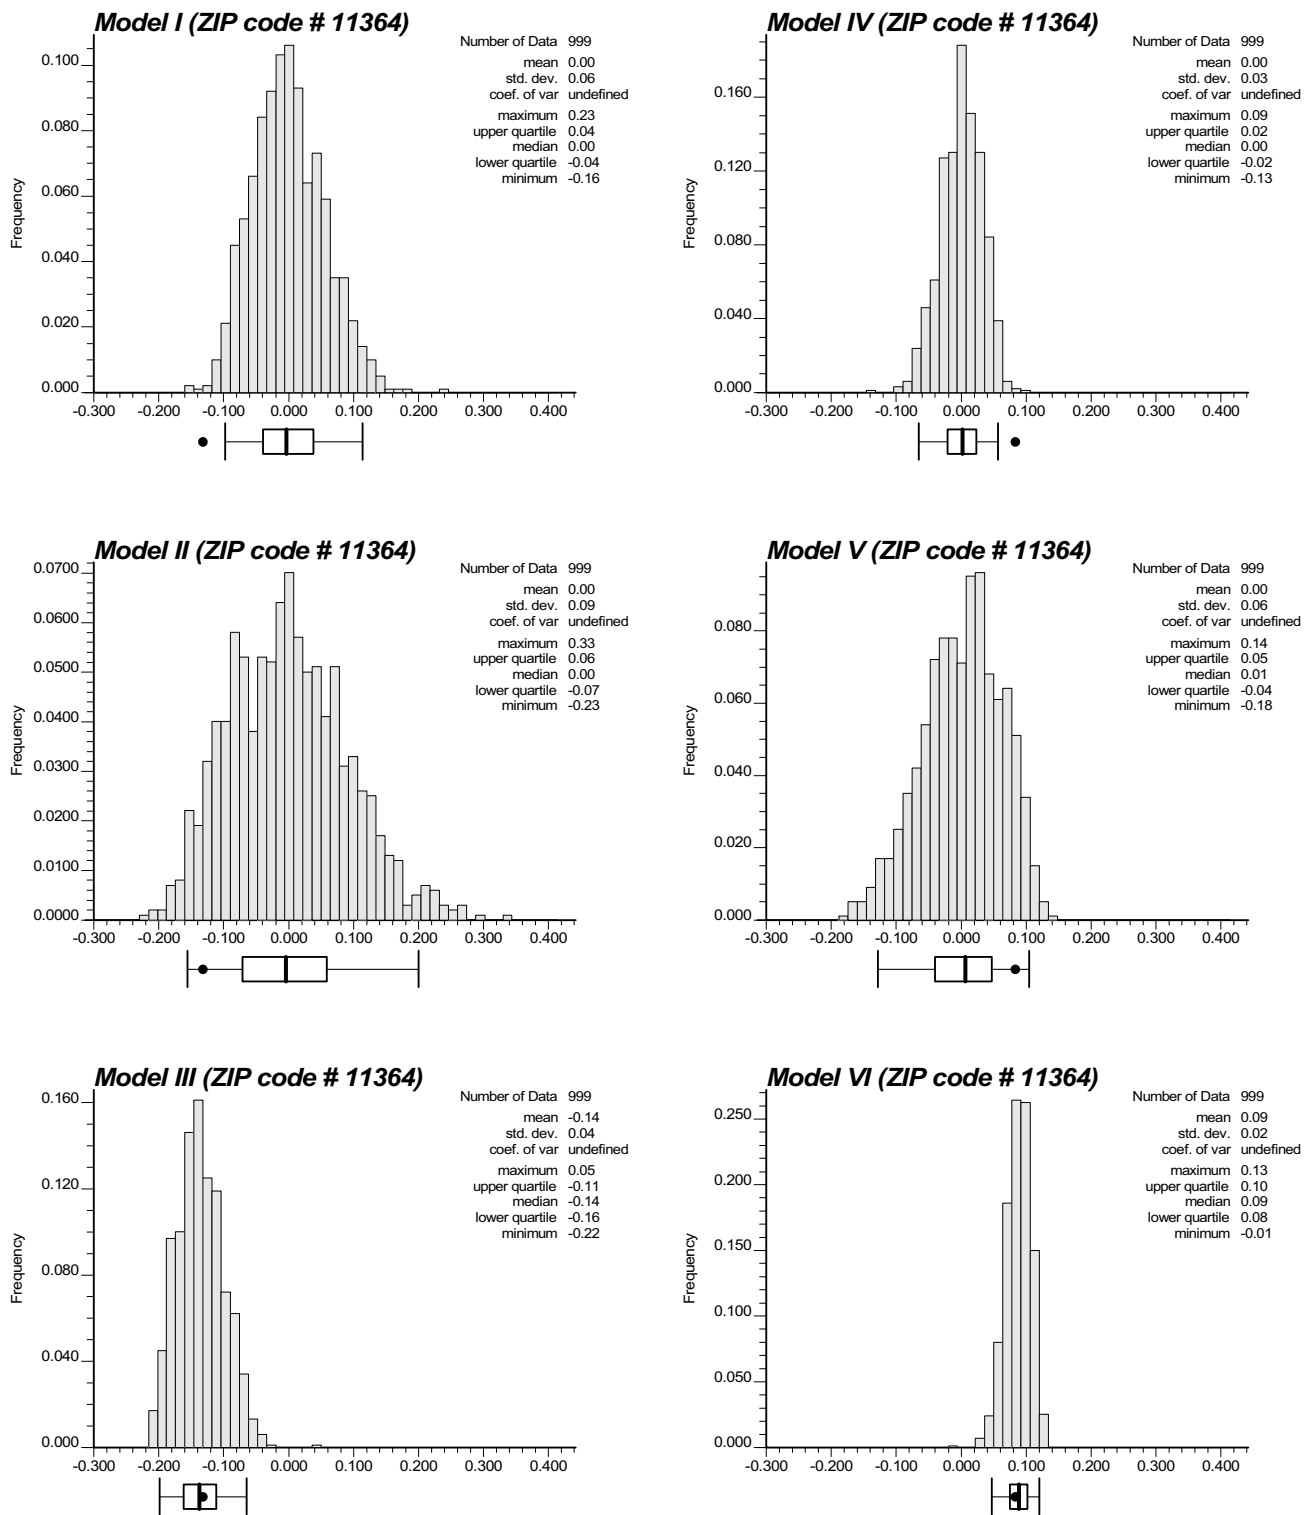 Model I (ZIP code # 11364)
Number of Data 999
mean 0.00
std. dev. 0.06
coef. of var undefined
maximum 0.23
upper quartile 0.04
median 0.00
lower quartile -0.04
minimum -0.16
Frequency
0.100
0.080
0.060
0.040
0.020
0.000
-0.300 -0.200 -0.100 0.000 0.100 0.200 0.300 0.400
Model IV (ZIP code # 11364)
Number of Data 999
mean 0.00
std. dev. 0.03
coef. of var undefined
maximum 0.09
upper quartile 0.02
median 0.00
lower quartile -0.02
minimum -0.13
Frequency
0.160
0.120
0.080
0.040
0.000
-0.300 -0.200 -0.100 0.000 0.100 0.200 0.300 0.400
Model II (ZIP code # 11364)
Number of Data 999
mean 0.00
std. dev. 0.09
coef. of var undefined
maximum 0.33
upper quartile 0.06
median 0.00
lower quartile -0.07
minimum -0.23
Frequency
0.0700
0.0600
0.0500
0.0400
0.0300
0.0200
0.0100
0.0000
-0.300 -0.200 -0.100 0.000 0.100 0.200 0.300 0.400
Model V (ZIP code # 11364)
Number of Data 999
mean 0.00
std. dev. 0.06
coef. of var undefined
maximum 0.14
upper quartile 0.05
median 0.01
lower quartile -0.04
minimum -0.18
Frequency
0.080
0.060
0.040
0.020
0.000
-0.300 -0.200 -0.100 0.000 0.100 0.200 0.300 0.400
Model III (ZIP code # 11364)
Number of Data 999
mean -0.14
std. dev. 0.04
coef. of var undefined
maximum 0.05
upper quartile -0.11
median -0.14
lower quartile -0.16
minimum -0.22
Frequency
0.160
0.120
0.080
0.040
0.000
-0.300 -0.200 -0.100 0.000 0.100 0.200 0.300 0.400
Model VI (ZIP code # 11364)
Number of Data 999
mean 0.09
std. dev. 0.02
coef. of var undefined
maximum 0.13
upper quartile 0.10
median 0.09
lower quartile 0.08
minimum -0.01
Frequency
0.250
0.200
0.150
0.100
0.050
0.000
-0.300 -0.200 -0.100 0.000 0.100 0.200 0.300 0.400